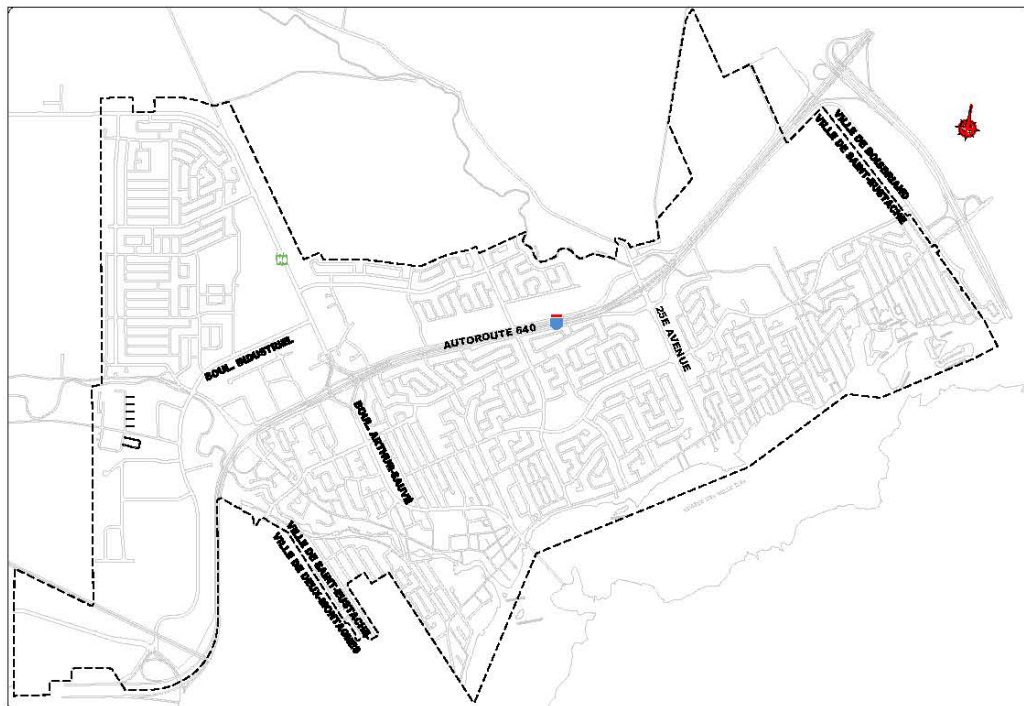 VILLE DE BOISBRIAND
VILLE DE SAINT-EUSTACHE
25E AVENUE
AUTOROUTE 640
BOUL. INDUSTRIEL
BOUL. ARTHUR-SAUVÉ
VILLE DE SAINT-EUSTACHE
VILLE DE DEUX-MONTAGNES